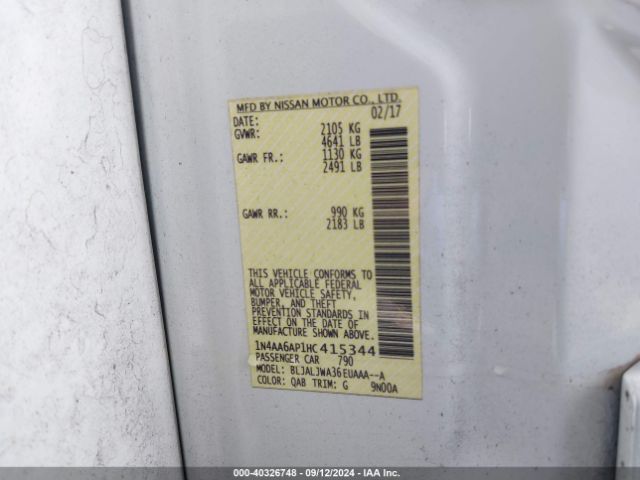 MFD BY NISSAN MOTOR CO., LTD.
DATE: 02/17
GVWR: 2105 KG
4641 LB
GAWR FR.: 1130 KG
2491 LB
GAWR RR.: 990 KG
2183 LB
THIS VEHICLE CONFORMS TO
ALL APPLICABLE FEDERAL
MOTOR VEHICLE SAFETY,
BUMPER, AND THEFT
PREVENTION STANDARDS IN
EFFECT ON THE DATE OF
MANUFACTURE SHOWN ABOVE.
1N4AA6AP1HC415344
PASSENGER CAR 790
MODEL: BLJALJWA36EUAAA--A
COLOR: QAB TRIM: G 9N00A
000-40326748 - 09/12/2024 - IAA Inc.